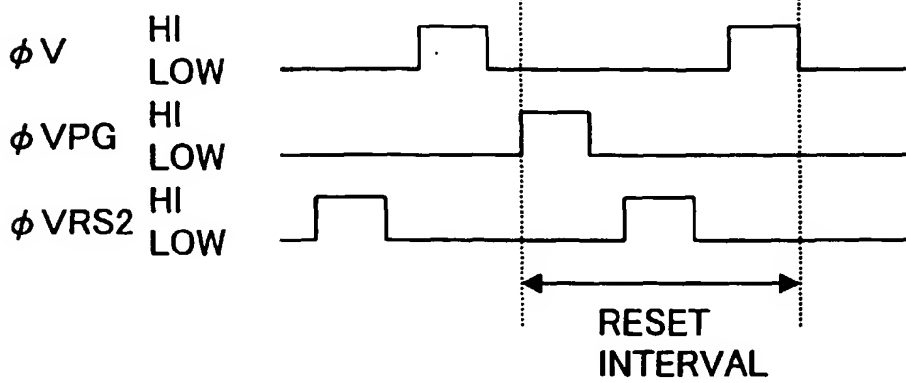 φV HI
LOW
φVPG HI
LOW
φVRS2 HI
LOW
RESET
INTERVAL